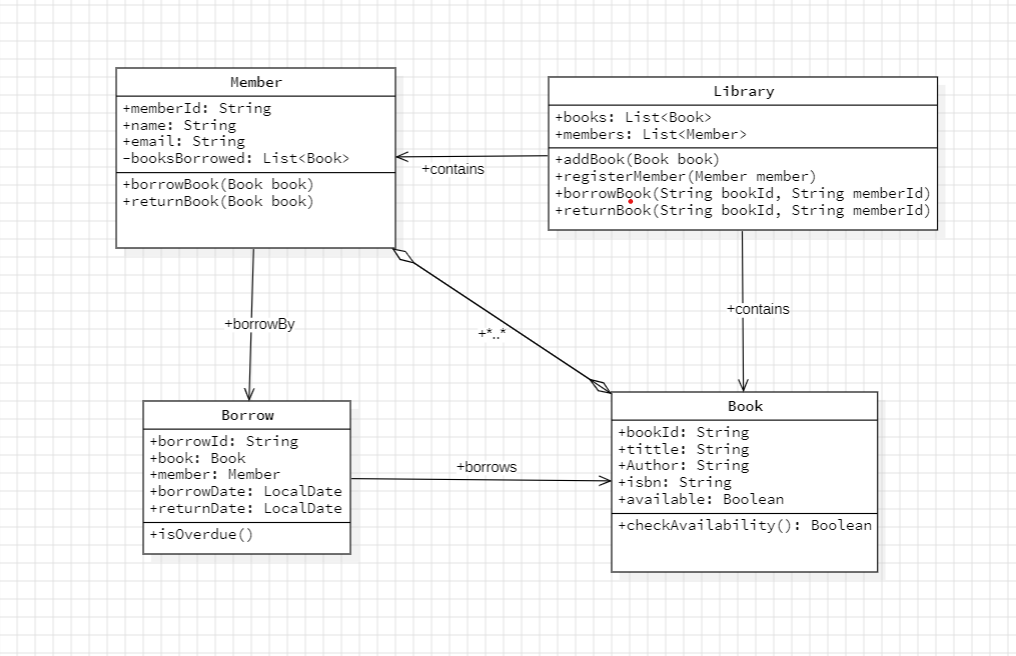 Member
+memberId: String
+name: String
+email: String
-booksBorrowed: List<Book>
+borrowBook(Book book)
+returnBook(Book book)
Library
+books: List<Book>
+members: List<Member>
+addBook(Book book)
+registerMember(Member member)
+borrowBook(String bookId, String memberId)
+returnBook(String bookId, String memberId)
+contains
+borrowBy
+*..*
+contains
Borrow
+borrowId: String
+book: Book
+member: Member
+borrowDate: LocalDate
+returnDate: LocalDate
+isOverdue()
+borrows
Book
+bookId: String
+tittle: String
+Author: String
+isbn: String
+available: Boolean
+checkAvailability(): Boolean